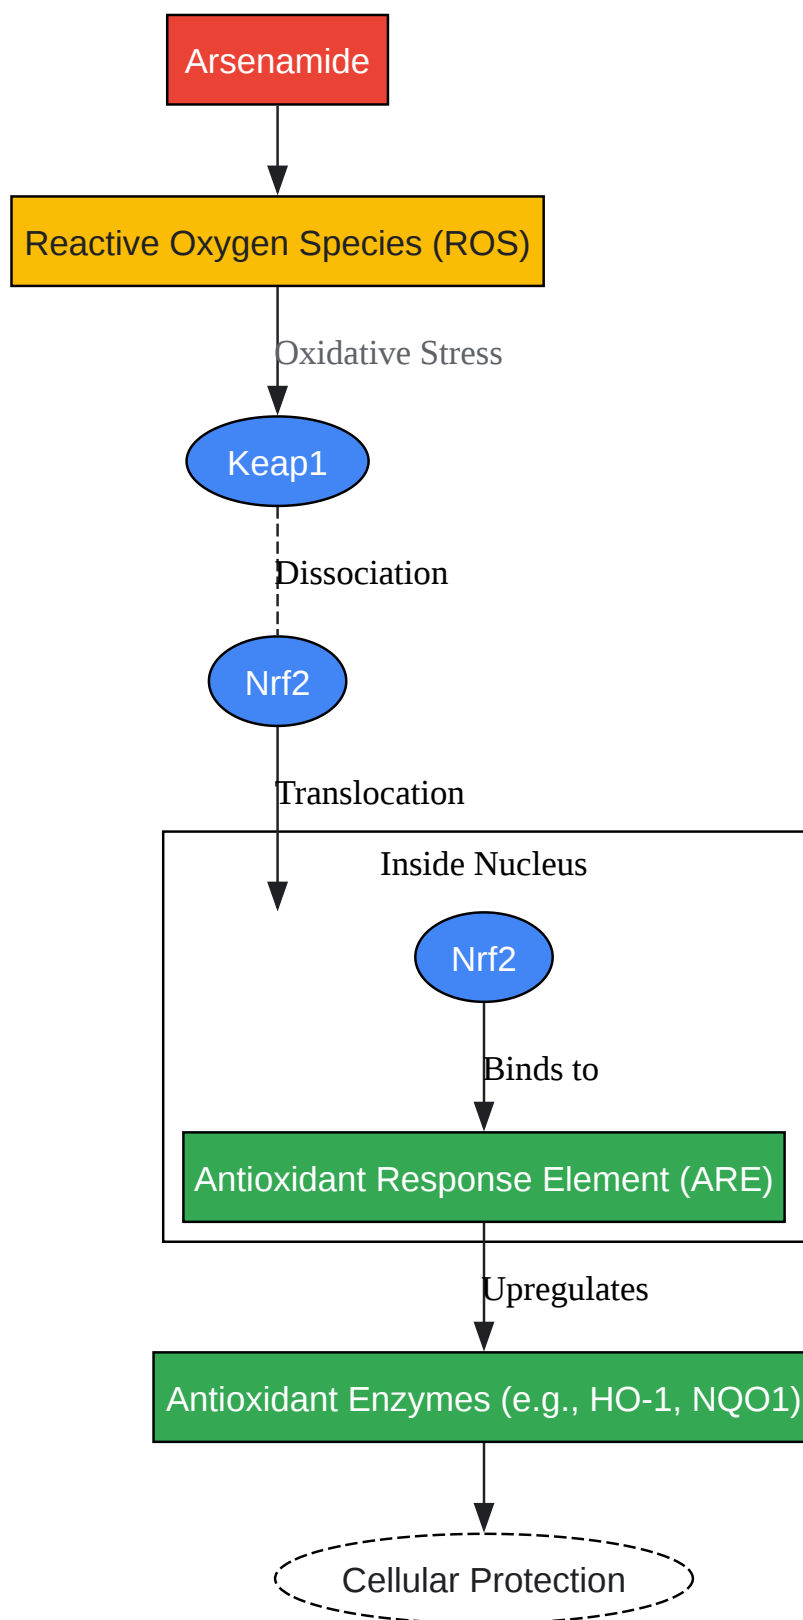 Arsenamide
Reactive Oxygen Species (ROS)
Oxidative Stress
Keap1
Dissociation
Nrf2
Translocation
Inside Nucleus
Nrf2
Binds to
Antioxidant Response Element (ARE)
Upregulates
Antioxidant Enzymes (e.g., HO-1, NQO1)
Cellular Protection